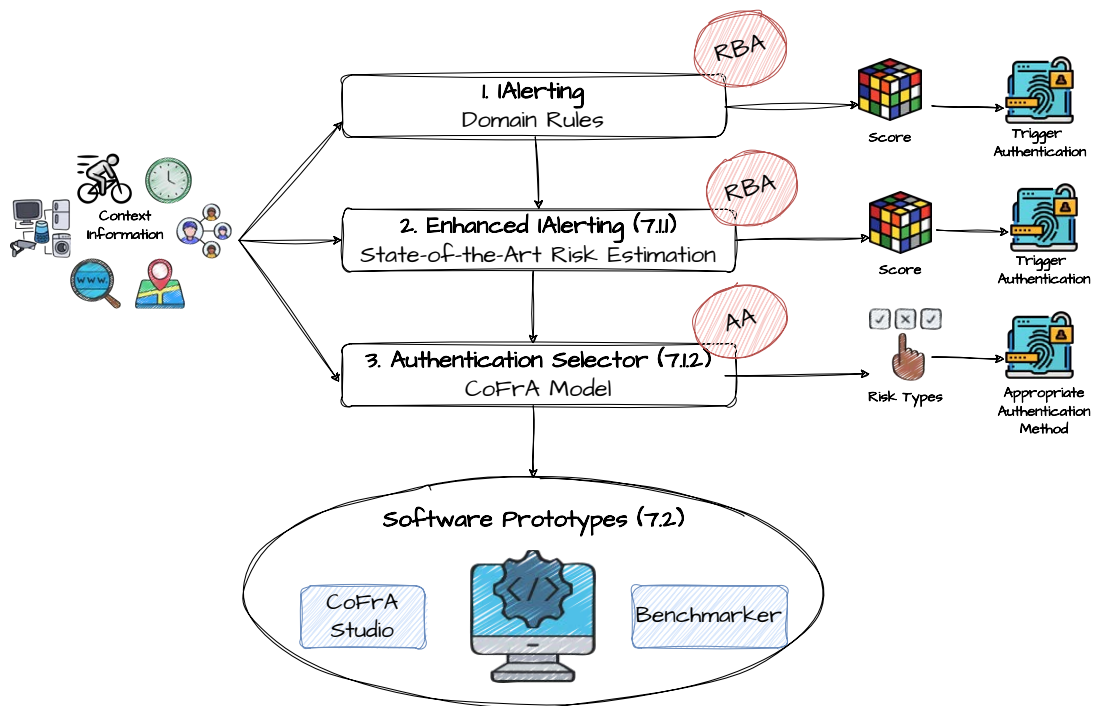 RBA
1. IAlerting
Domain Rules
Score
Trigger
Authentication
RBA
Context
Information
WWW.
2. Enhanced IAlerting (7.1.1)
State-of-the-Art Risk Estimation
Score
Trigger
Authentication
AA
3. Authentication Selector (7.1.2)
CoFrA Model
Risk Types
Appropriate
Authentication
Method
Software Prototypes (7.2)
</>
CoFrA
Studio
Benchmarker